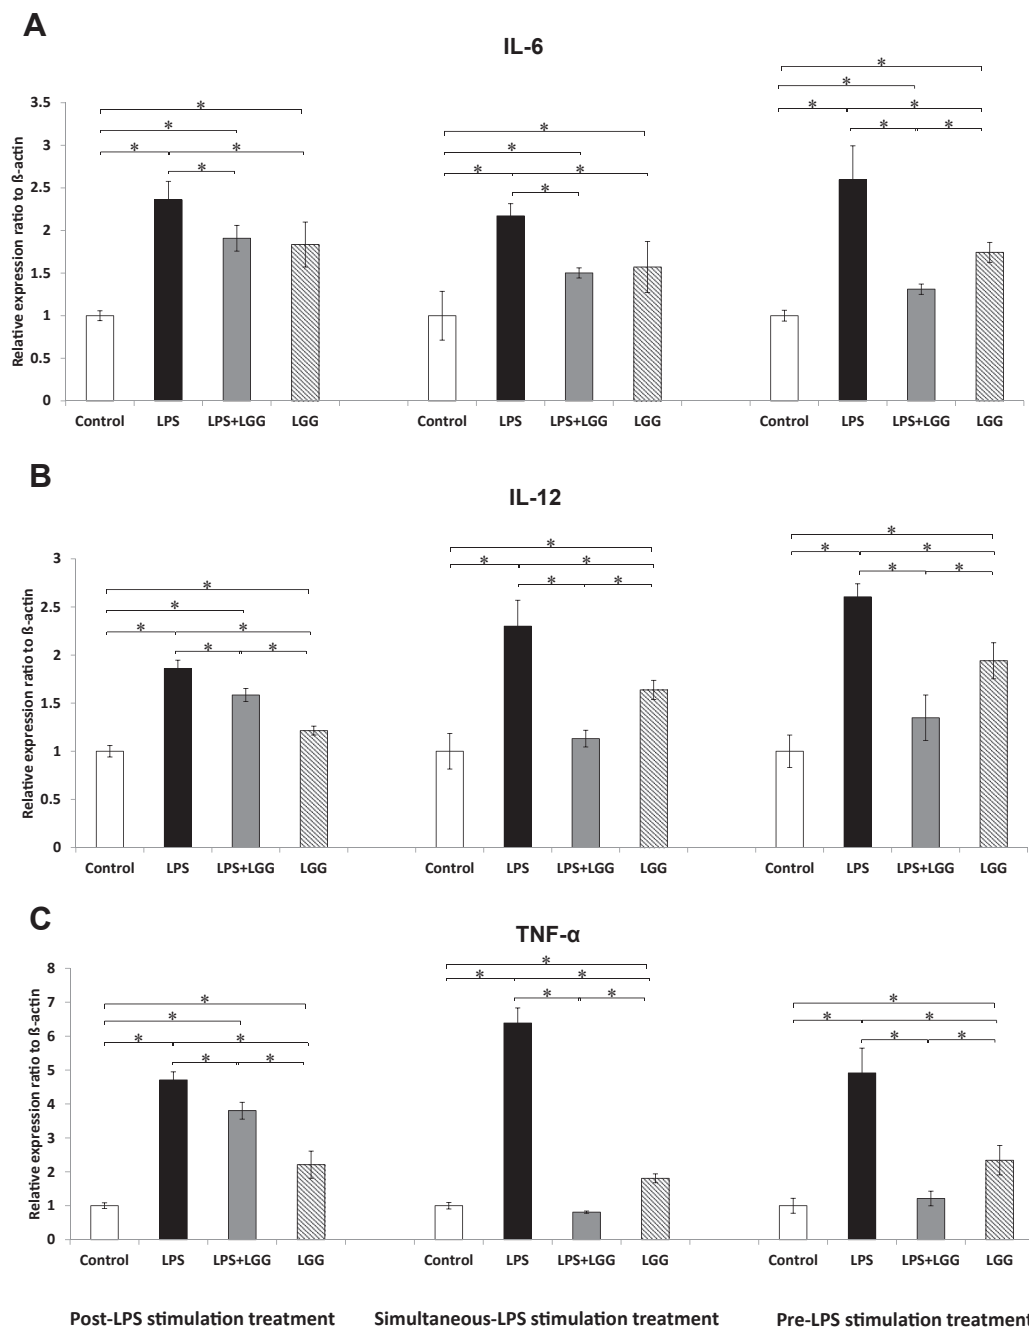 A
IL-6
Relative expression ratio to ß-actin
3.5
3
2.5
2
1.5
1
0.5
0
* * * * * * * * * * * * * * * *
Control LPS LPS+LGG LGG Control LPS LPS+LGG LGG Control LPS LPS+LGG LGG
B
IL-12
Relative expression ratio to ß-actin
3
2.5
2
1.5
1
0.5
0
* * * * * * * * * * * * * * * *
Control LPS LPS+LGG LGG Control LPS LPS+LGG LGG Control LPS LPS+LGG LGG
C
TNF-α
Relative expression ratio to ß-actin
8
7
6
5
4
3
2
1
0
* * * * * * * * * * * * * * * *
Control LPS LPS+LGG LGG Control LPS LPS+LGG LGG Control LPS LPS+LGG LGG
Post-LPS stimulation treatment Simultaneous-LPS stimulation treatment Pre-LPS stimulation treatment